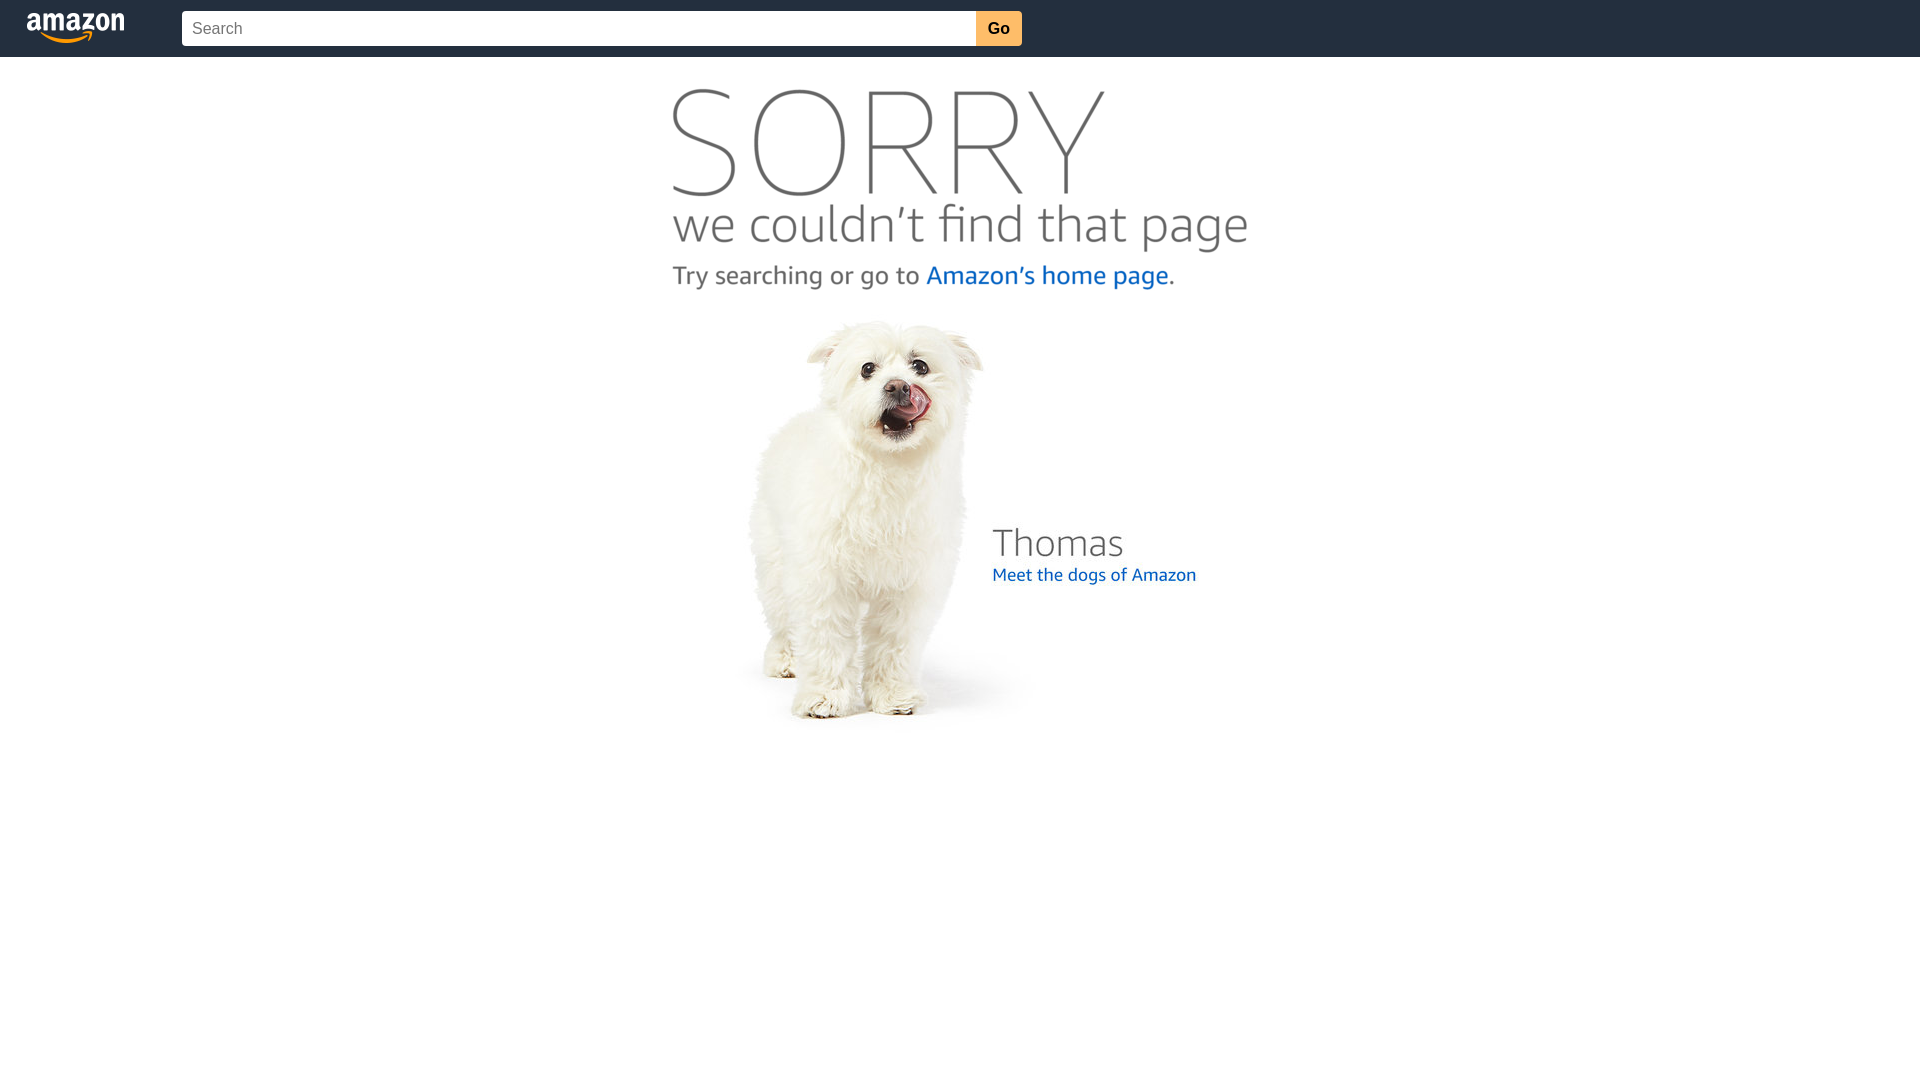 amazon
Search
Go
SORRY
we couldn't find that page
Try searching or go to Amazon's home page.
Thomas
Meet the dogs of Amazon